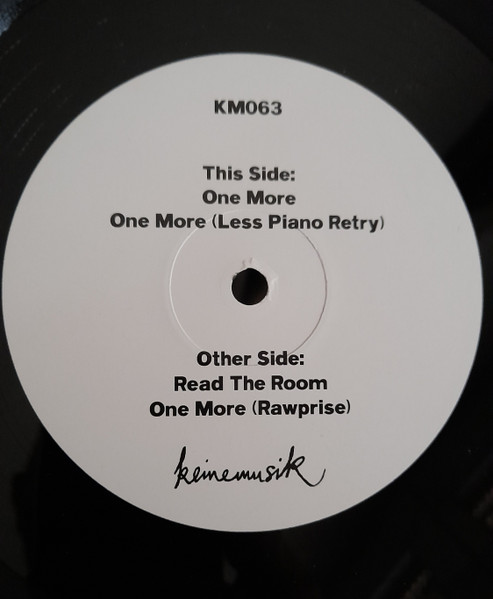 KM063
This Side:
One More
One More (Less Piano Retry)
Other Side:
Read The Room
One More (Rawprise)
keinemusik